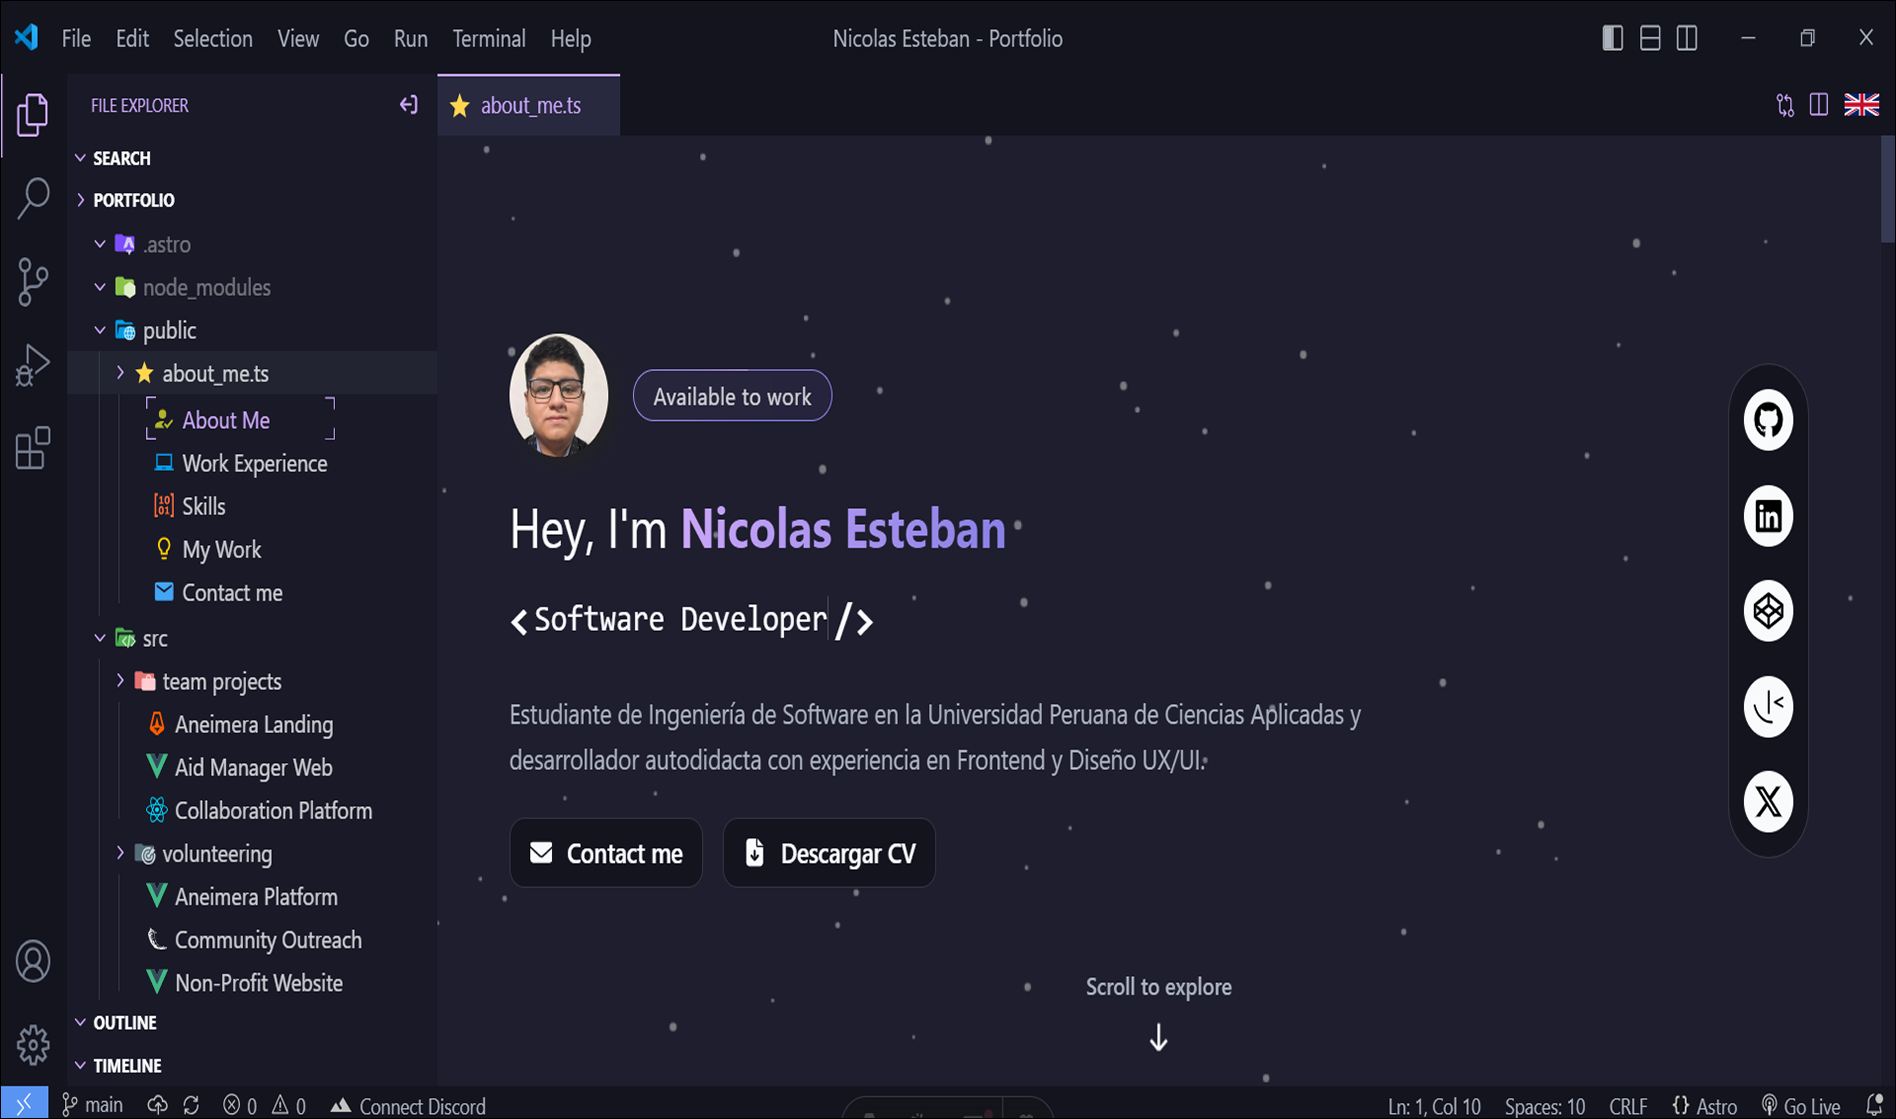 File Edit Selection View Go Run Terminal Help
Nicolas Esteban - Portfolio
FILE EXPLORER
SEARCH
PORTFOLIO
.astro
node_modules
public
about_me.ts
About Me
Work Experience
Skills
My Work
Contact me
src
team projects
Aneimera Landing
Aid Manager Web
Collaboration Platform
volunteering
Aneimera Platform
Community Outreach
Non-Profit Website
OUTLINE
TIMELINE
about_me.ts
Available to work
Hey, I'm Nicolas Esteban
<Software Developer/>
Estudiante de Ingeniería de Software en la Universidad Peruana de Ciencias Aplicadas y
desarrollador autodidacta con experiencia en Frontend y Diseño UX/UI.
Contact me
Descargar CV
Scroll to explore
main 0 0 Connect Discord
Ln: 1, Col 10 Spaces: 10 CRLF {} Astro Go Live